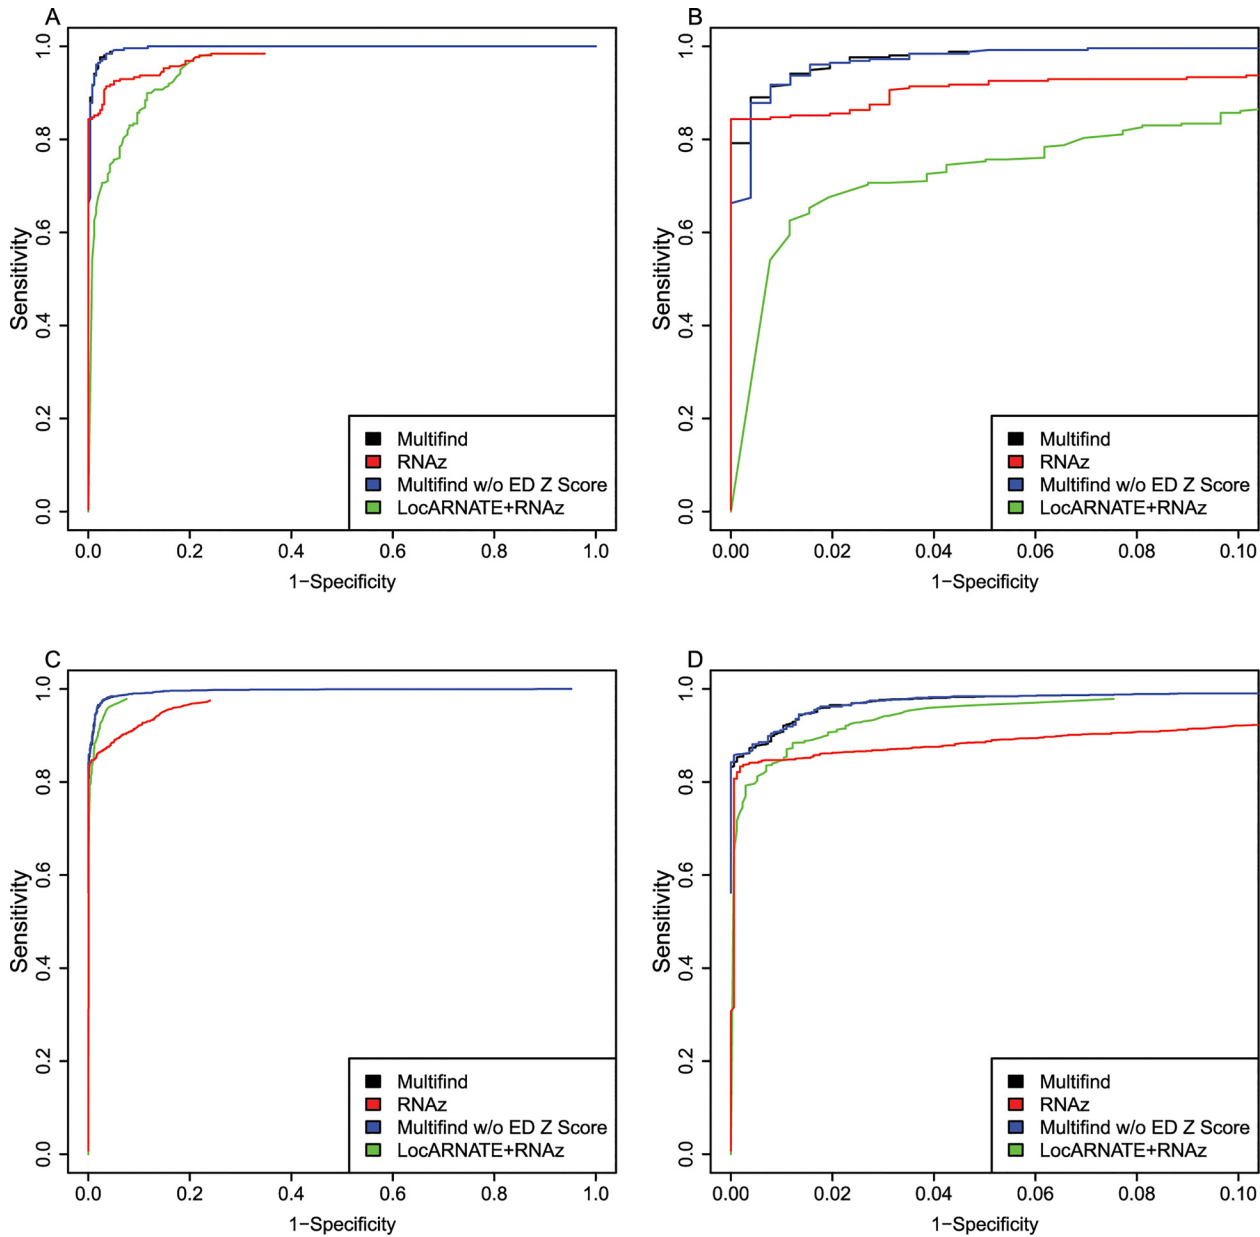 A
Sensitivity
1.0
0.8
0.6
0.4
0.2
0.0
Multifind
RNAz
Multifind w/o ED Z Score
LocARNATE+RNAz
0.0 0.2 0.4 0.6 0.8 1.0
1−Specificity
B
Sensitivity
1.0
0.8
0.6
0.4
0.2
0.0
Multifind
RNAz
Multifind w/o ED Z Score
LocARNATE+RNAz
0.00 0.02 0.04 0.06 0.08 0.10
1−Specificity
C
Sensitivity
1.0
0.8
0.6
0.4
0.2
0.0
Multifind
RNAz
Multifind w/o ED Z Score
LocARNATE+RNAz
0.0 0.2 0.4 0.6 0.8 1.0
1−Specificity
D
Sensitivity
1.0
0.8
0.6
0.4
0.2
0.0
Multifind
RNAz
Multifind w/o ED Z Score
LocARNATE+RNAz
0.00 0.02 0.04 0.06 0.08 0.10
1−Specificity